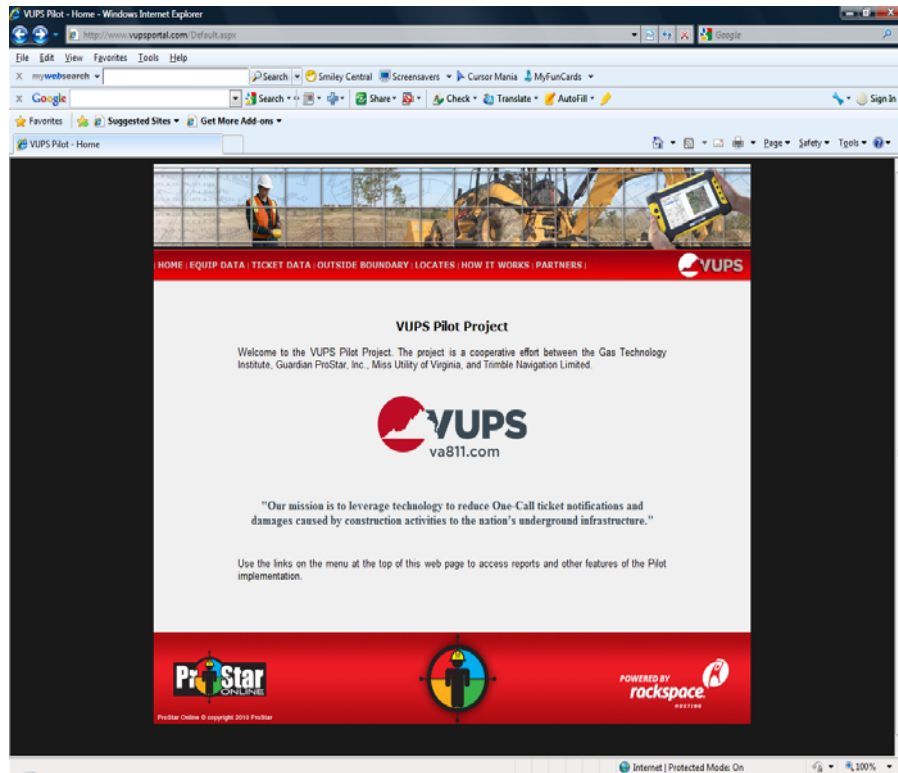 VUPS Pilot - Home - Windows Internet Explorer
http://www.vupsportal.com/Default.aspx
Google
File Edit View Favorites Tools Help
X mywebsearch Search Smiley Central Screensavers Cursor Mania MyFunCards
x Google Search Share Check Translate AutoFill Sign In
Favorites Suggested Sites Get More Add-ons
VUPS Pilot - Home Page Safety Tools
| HOME | EQUIP DATA | TICKET DATA | OUTSIDE BOUNDARY | LOCATES | HOW IT WORKS | PARTNERS |
VUPS
VUPS Pilot Project
Welcome to the VUPS Pilot Project. The project is a cooperative effort between the Gas Technology
Institute, Guardian ProStar, Inc., Miss Utility of Virginia, and Trimble Navigation Limited.
VUPS
va811.com
"Our mission is to leverage technology to reduce One-Call ticket notifications and
damages caused by construction activities to the nation's underground infrastructure."
Use the links on the menu at the top of this web page to access reports and other features of the Pilot
implementation.
ProStar
ONLINE
POWERED BY
rackspace.
HOSTING
ProStar Online © copyright 2010 ProStar
Internet | Protected Mode: On 100%